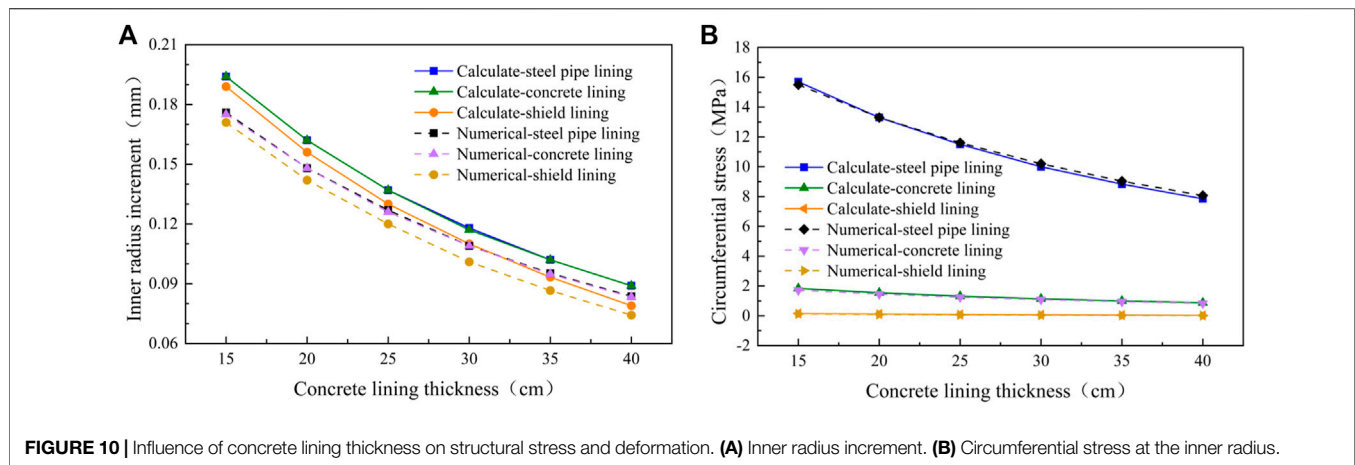 A
Inner radius increment（mm）
0.21
0.18
0.15
0.12
0.09
0.06
Calculate-steel pipe lining
Calculate-concrete lining
Calculate-shield lining
Numerical-steel pipe lining
Numerical-concrete lining
Numerical-shield lining
15 20 25 30 35 40
Concrete lining thickness（cm）
B
Circumferential stress（MPa）
18
16
14
12
10
8
6
4
2
0
-2
Calculate-steel pipe lining
Calculate-concrete lining
Calculate-shield lining
Numerical-steel pipe lining
Numerical-concrete lining
Numerical-shield lining
15 20 25 30 35 40
Concrete lining thickness（cm）
FIGURE 10 | Influence of concrete lining thickness on structural stress and deformation. (A) Inner radius increment. (B) Circumferential stress at the inner radius.